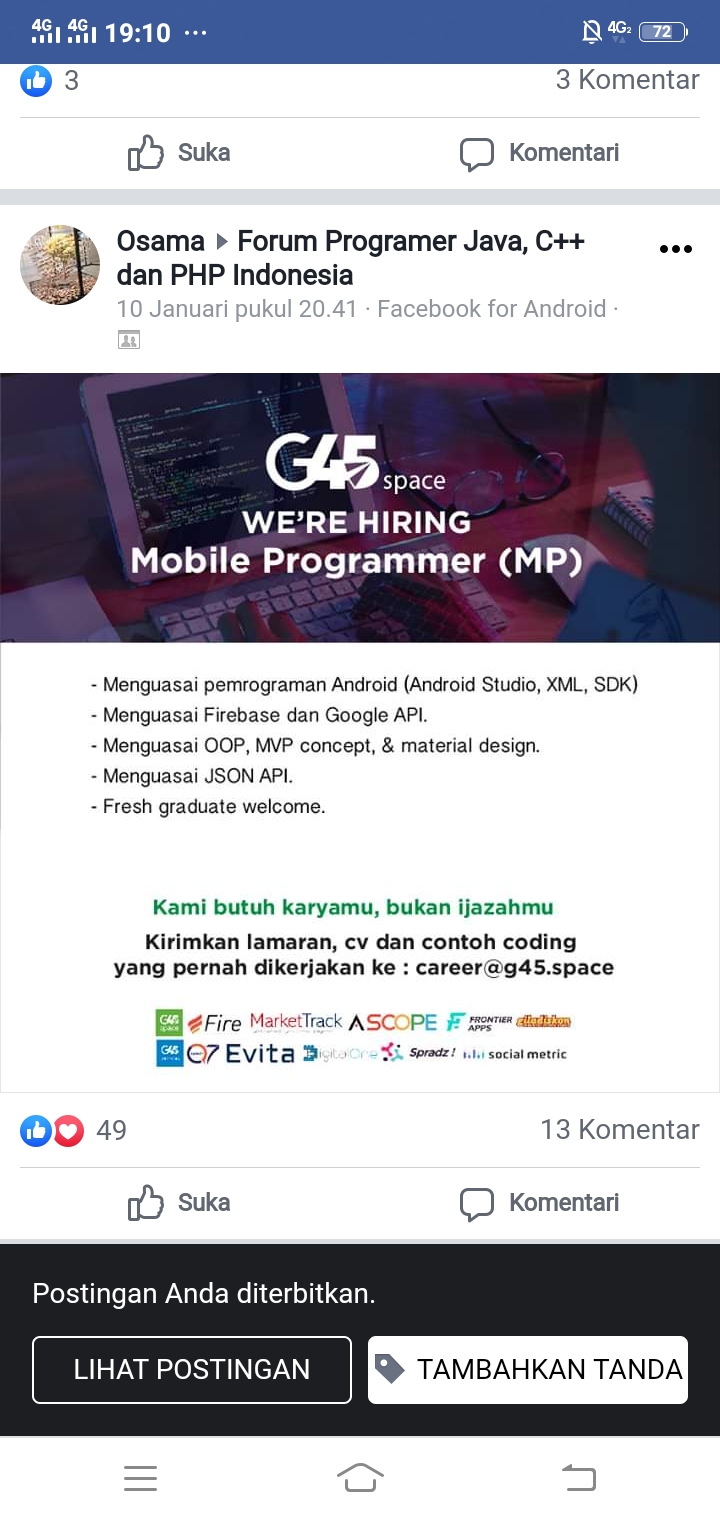 4G 4G 19:10 ... 4G2 72
3 3 Komentar
Suka Komentari
Osama Forum Programer Java, C++
dan PHP Indonesia
10 Januari pukul 20.41 · Facebook for Android ·
G45 space
WE'RE HIRING
Mobile Programmer (MP)
- Menguasai pemrograman Android (Android Studio, XML, SDK)
- Menguasai Firebase dan Google API.
- Menguasai OOP, MVP concept, & material design.
- Menguasai JSON API.
- Fresh graduate welcome.
Kami butuh karyamu, bukan ijazahmu
Kirimkan lamaran, cv dan contoh coding
yang pernah dikerjakan ke : career@g45.space
G45 space Fire MarketTrack ASCOPE FRONTIER APPS
G45 Evita DigitalOne Spradz! social metric
49 13 Komentar
Suka Komentari
Postingan Anda diterbitkan.
LIHAT POSTINGAN TAMBAHKAN TANDA